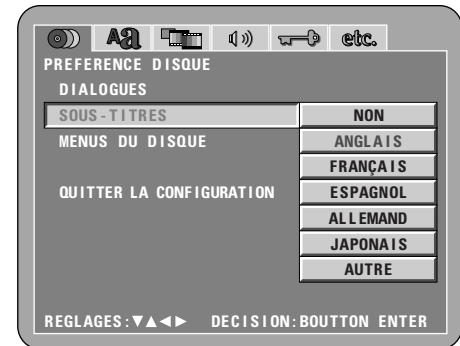 Aa etc.
PREFERENCE DISQUE
DIALOGUES
SOUS-TITRES NON
MENUS DU DISQUE ANGLAIS
FRANÇAIS
QUITTER LA CONFIGURATION ESPAGNOL
ALLEMAND
JAPONAIS
AUTRE
REGLAGES:▼▲◄► DECISION:BOUTTON ENTER